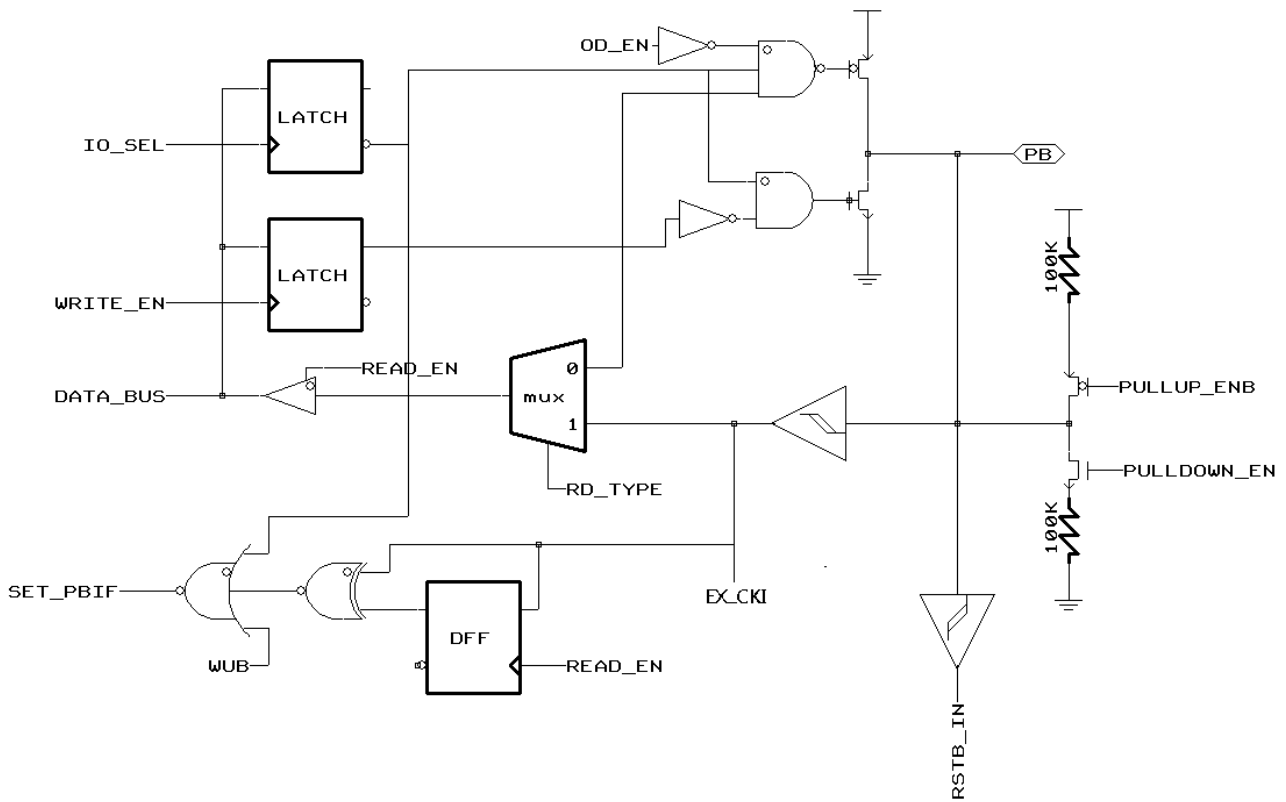 OD_EN
LATCH
IO_SEL
PB
LATCH
100K
WRITE_EN
READ_EN
0
PULLUP_ENB
DATA_BUS
mux
1
PULLDOWN_EN
RD_TYPE
100K
SET_PBIF
EX_CKI
DFF
WUB
READ_EN
RSTB_IN